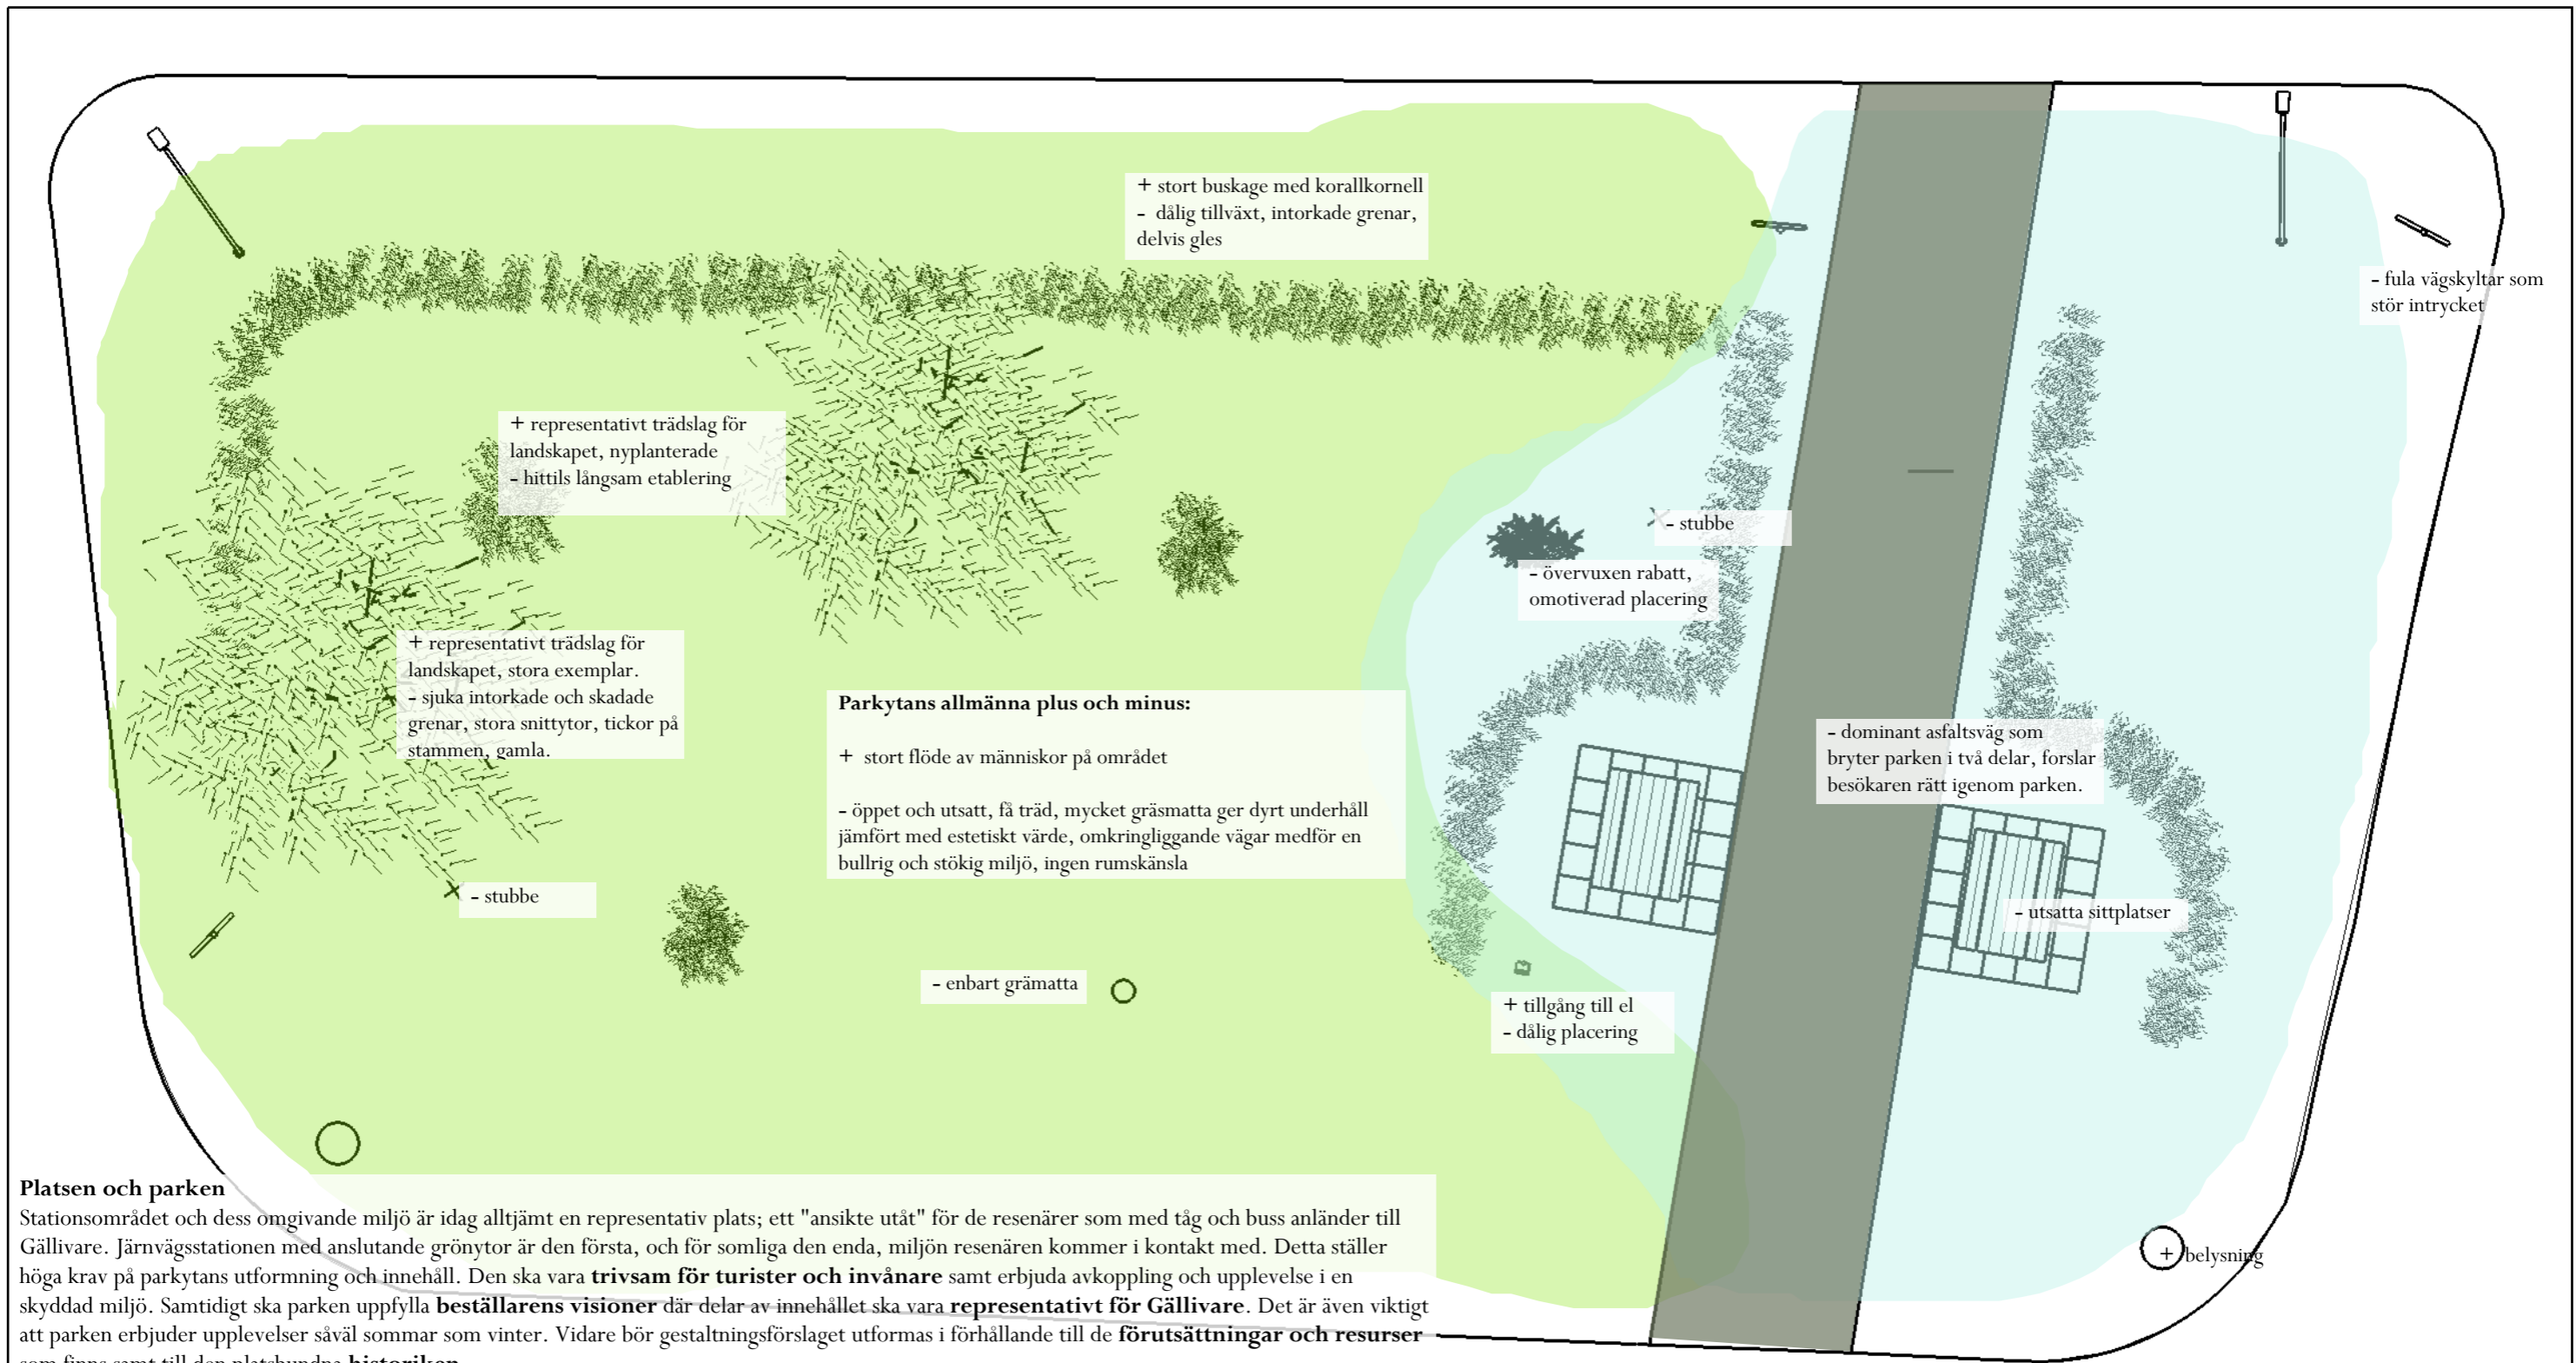 + stort buskage med korallkornell
- dålig tillväxt, intorkade grenar,
delvis gles
- fula vägskyltar som
stör intrycket
+ representativt trädslag för
landskapet, nyplanterade
- hittils långsam etablering
- stubbe
- övervuxen rabatt,
omotiverad placering
+ representativt trädslag för
landskapet, stora exemplar.
- sjuka intorkade och skadade
grenar, stora snittytor, tickor på
stammen, gamla.
Parkytans allmänna plus och minus:
+ stort flöde av människor på området
- öppet och utsatt, få träd, mycket gräsmatta ger dyrt underhåll
jämfört med estetiskt värde, omkringliggande vägar medför en
bullrig och stökig miljö, ingen rumskänsla
- dominant asfaltsväg som
bryter parken i två delar, forslar
besökaren rätt igenom parken.
- stubbe
- utsatta sittplatser
- enbart grämatta
+ tillgång till el
- dålig placering
+ belysning
Platsen och parken
Stationsområdet och dess omgivande miljö är idag alltjämt en representativ plats; ett "ansikte utåt" för de resenärer som med tåg och buss anländer till
Gällivare. Järnvägsstationen med anslutande grönytor är den första, och för somliga den enda, miljön resenären kommer i kontakt med. Detta ställer
höga krav på parkytans utformning och innehåll. Den ska vara trivsam för turister och invånare samt erbjuda avkoppling och upplevelse i en
skyddad miljö. Samtidigt ska parken uppfylla beställarens visioner där delar av innehållet ska vara representativt för Gällivare. Det är även viktigt
att parken erbjuder upplevelser såväl sommar som vinter. Vidare bör gestaltningsförslaget utformas i förhållande till de förutsättningar och resurser
som finns samt till den platsbundna historiken